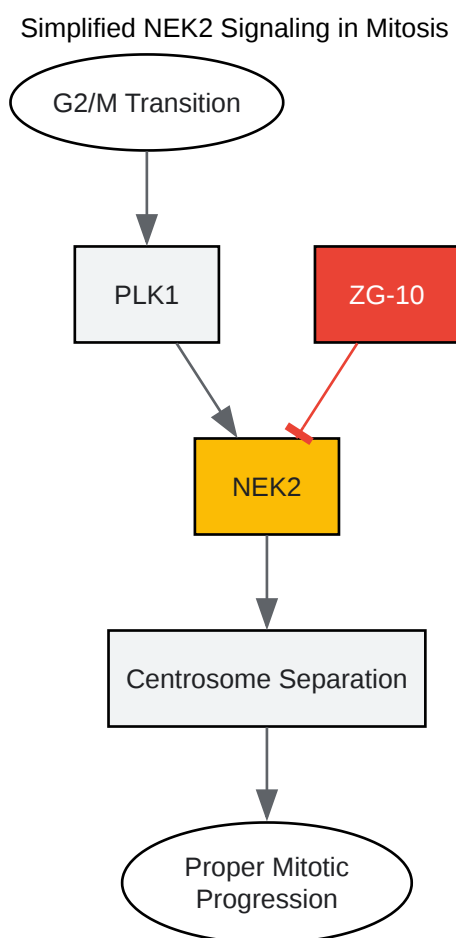 Simplified NEK2 Signaling in Mitosis
G2/M Transition
PLK1
ZG-10
NEK2
Centrosome Separation
Proper Mitotic
Progression